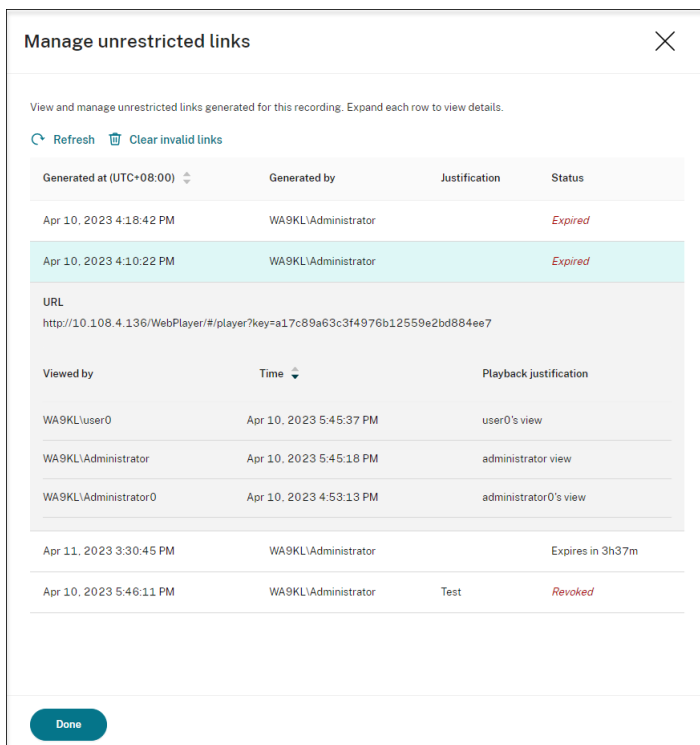 Manage unrestricted links
View and manage unrestricted links generated for this recording. Expand each row to view details.
Refresh Clear invalid links
Generated at (UTC+08:00) Generated by Justification Status
Apr 10, 2023 4:18:42 PM WA9KL\Administrator Expired
Apr 10, 2023 4:10:22 PM WA9KL\Administrator Expired
URL
http://10.108.4.136/WebPlayer/#/player?key=a17c89a63c3f4976b12559e2bd884ee7
Viewed by Time Playback justification
WA9KL\user0 Apr 10, 2023 5:45:37 PM user0's view
WA9KL\Administrator Apr 10, 2023 5:45:18 PM administrator view
WA9KL\Administrator0 Apr 10, 2023 4:53:13 PM administrator0's view
Apr 11, 2023 3:30:45 PM WA9KL\Administrator Expires in 3h37m
Apr 10, 2023 5:46:11 PM WA9KL\Administrator Test Revoked
Done